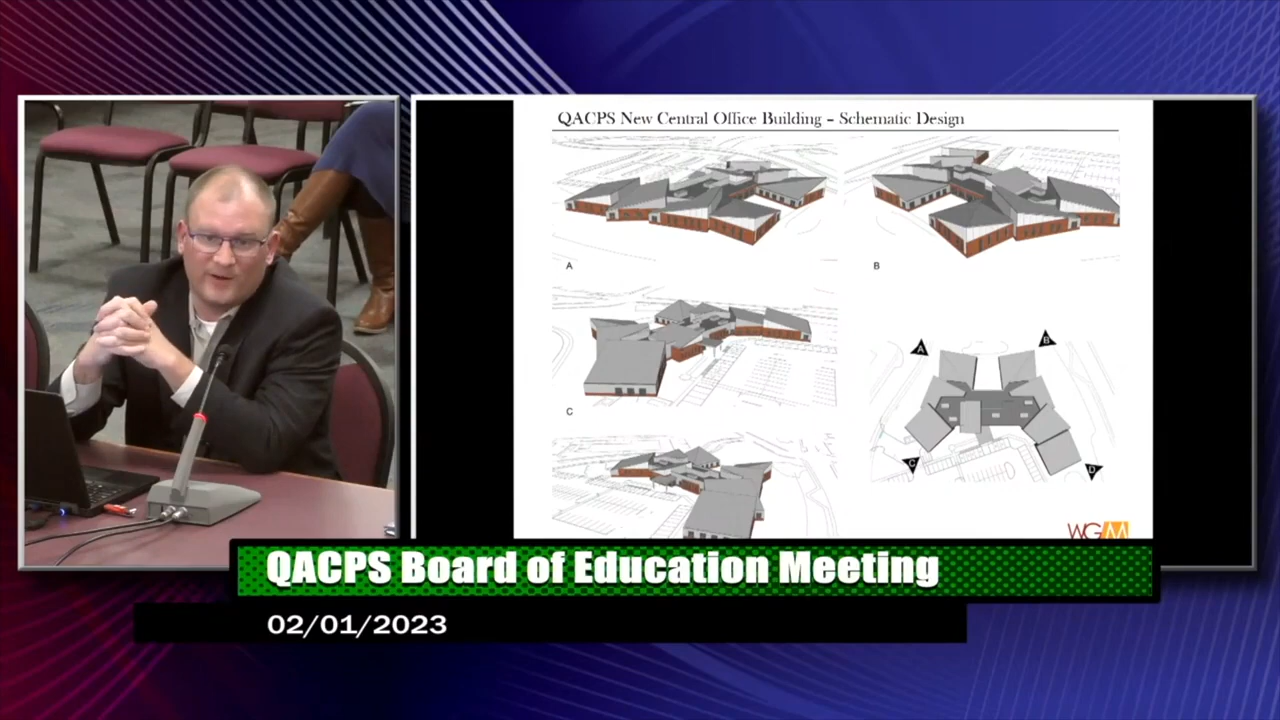 QACPS New Central Office Building – Schematic Design
A
B
C
A
B
C
D
WGM
QACPS Board of Education Meeting
02/01/2023